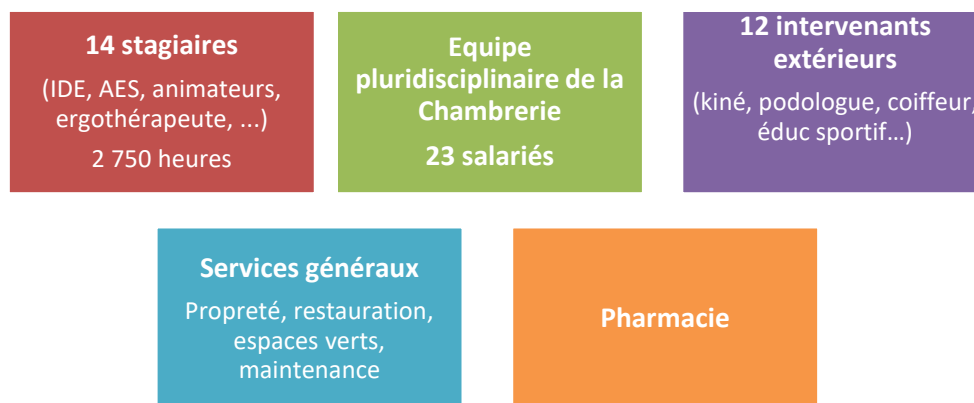 14 stagiaires
(IDE, AES, animateurs,
ergothérapeute, ...)
2 750 heures
Equipe
pluridisciplinaire de la
Chambrerie
23 salariés
12 intervenants
extérieurs
(kiné, podologue, coiffeur,
éduc sportif…)
Services généraux
Propreté, restauration,
espaces verts,
maintenance
Pharmacie